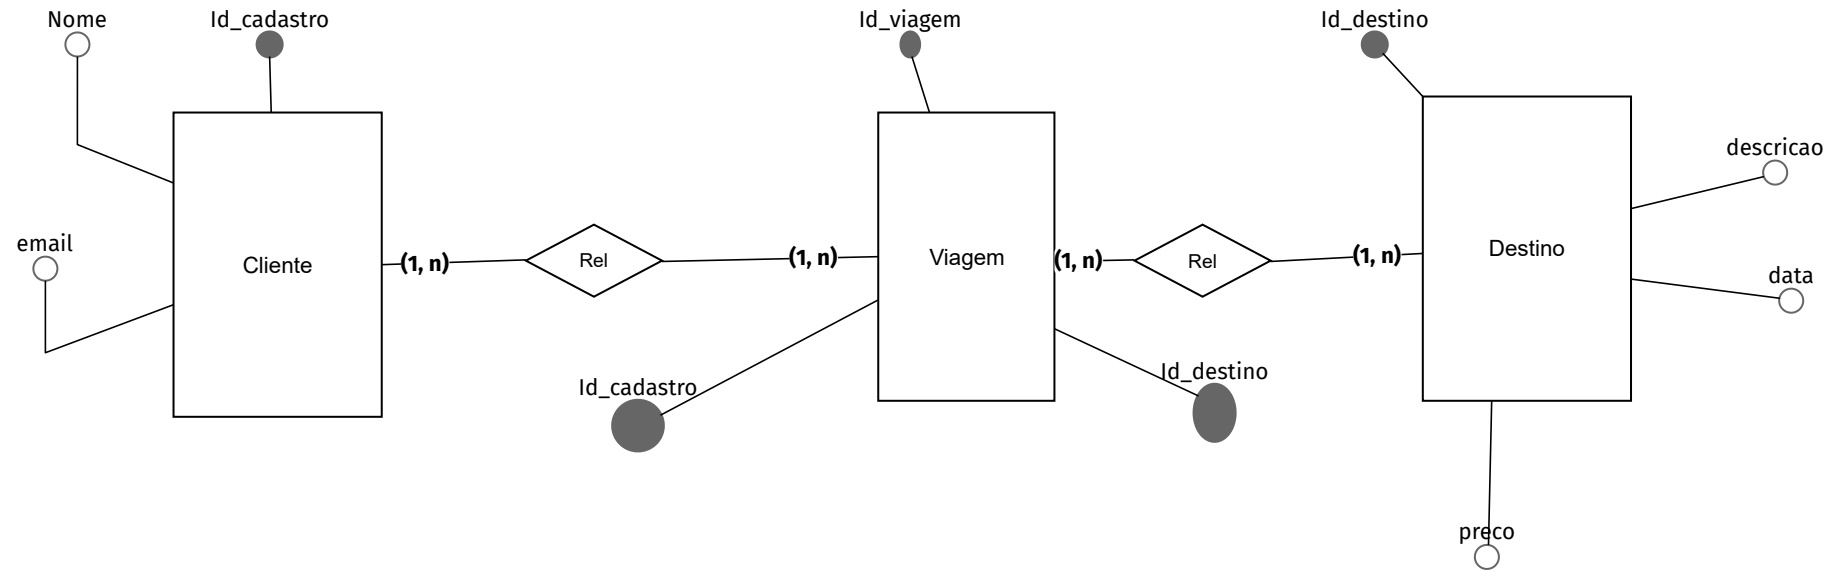 Nome
Id_cadastro
Id_viagem
Id_destino
descricao
email
Cliente
(1, n)
Rel
(1, n)
Viagem
(1, n)
Rel
(1, n)
Destino
data
Id_cadastro
Id_destino
preco